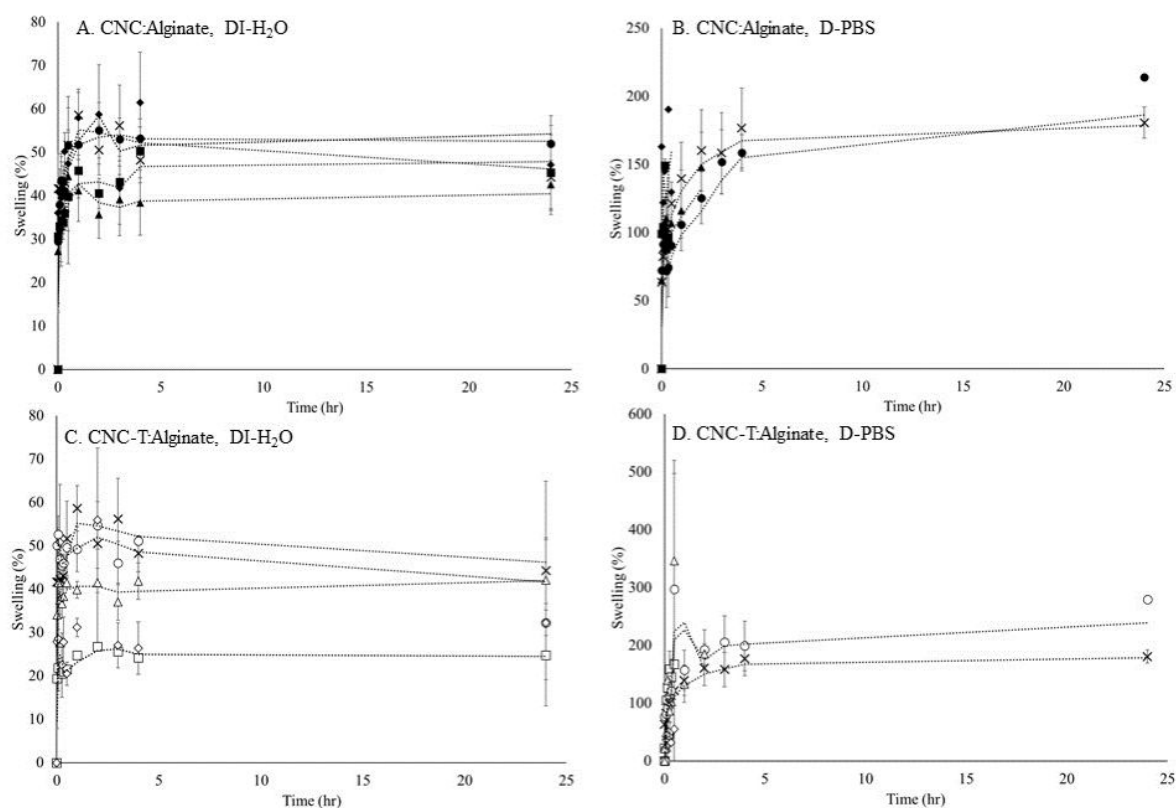 A. CNC:Alginate, DI-H₂O
Swelling (%)
80
70
60
50
40
30
20
10
0
0 5 10 15 20 25
Time (hr)
B. CNC:Alginate, D-PBS
Swelling (%)
250
200
150
100
50
0
0 5 10 15 20 25
Time (hr)
C. CNC-T:Alginate, DI-H₂O
Swelling (%)
80
70
60
50
40
30
20
10
0
0 5 10 15 20 25
Time (hr)
D. CNC-T:Alginate, D-PBS
Swelling (%)
600
500
400
300
200
100
0
0 5 10 15 20 25
Time (hr)